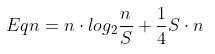 Eqn = n · log₂ n/S + 1/4 S · n